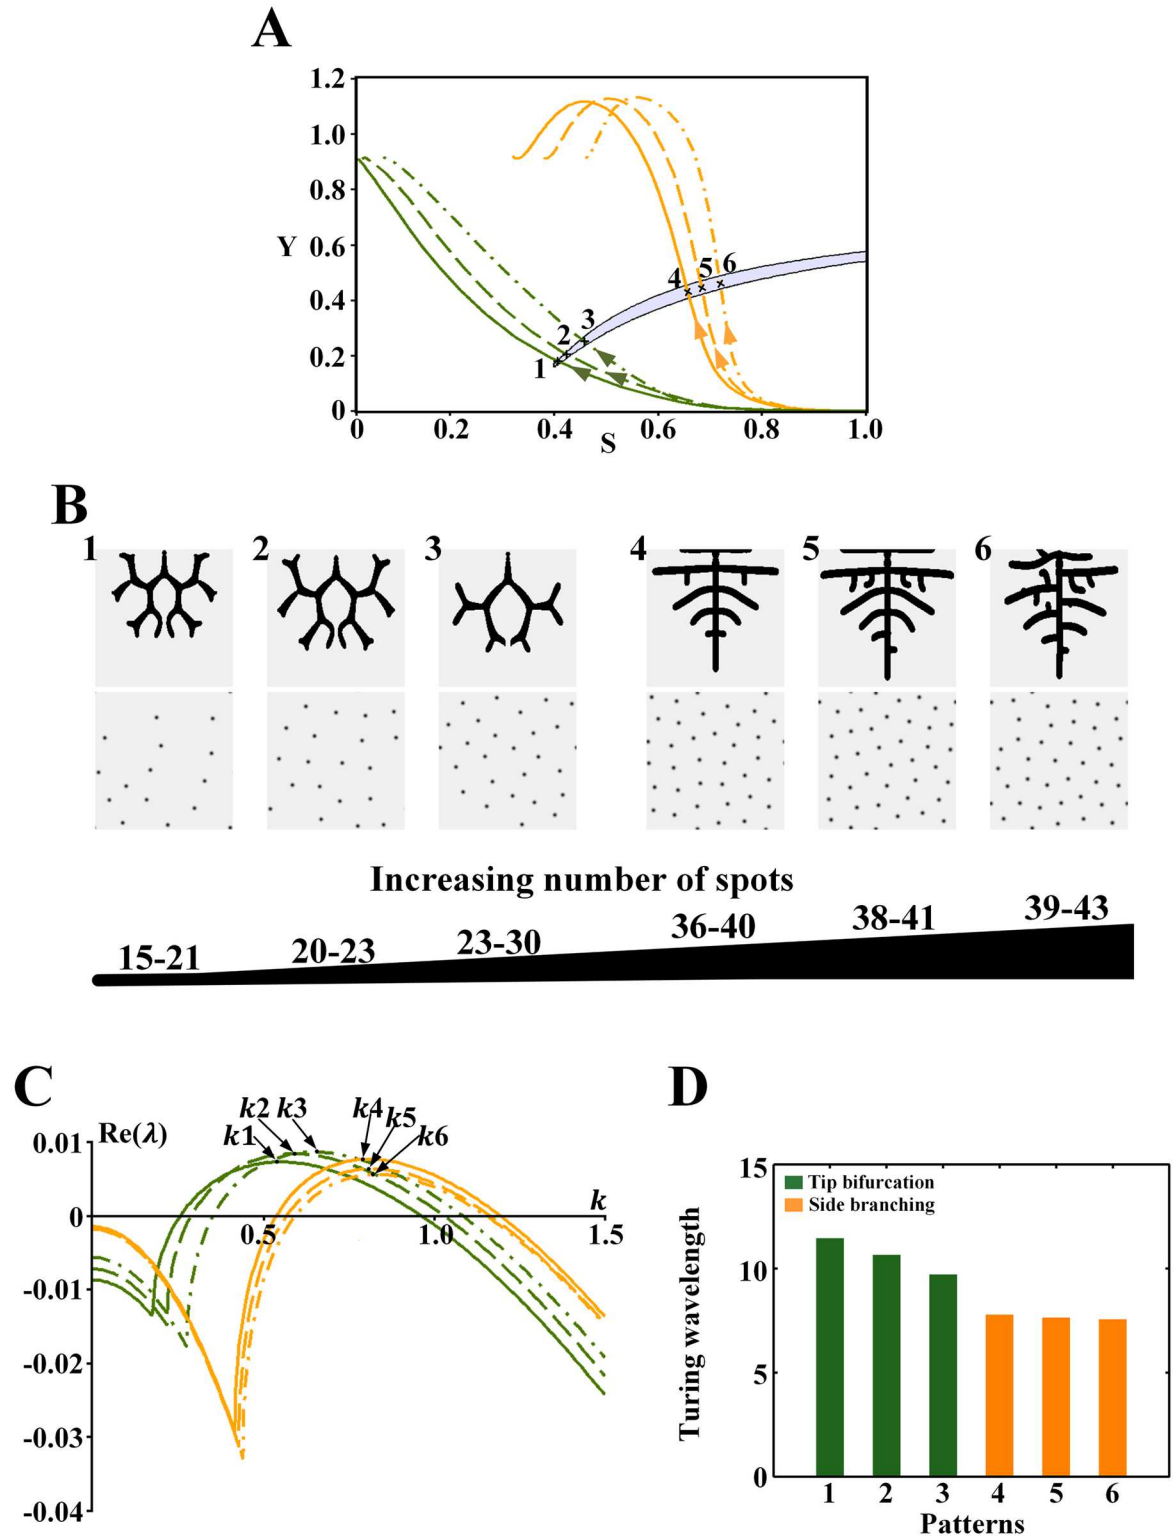 A
1.2
1.0
0.8
Y 0.6
0.4
0.2
0
4 5 6
1 2 3
0 0.2 0.4 0.6 0.8 1.0
S
B
1 2 3 4 5 6
Increasing number of spots
15-21 20-23 23-30 36-40 38-41 39-43
C
k1 k2 k3 k4 k5 k6
Re(λ)
0.01
0
-0.01
-0.02
-0.03
-0.04
k
0.5 1.0 1.5
D
15
10
5
0
Turing wavelength
Tip bifurcation
Side branching
1 2 3 4 5 6
Patterns